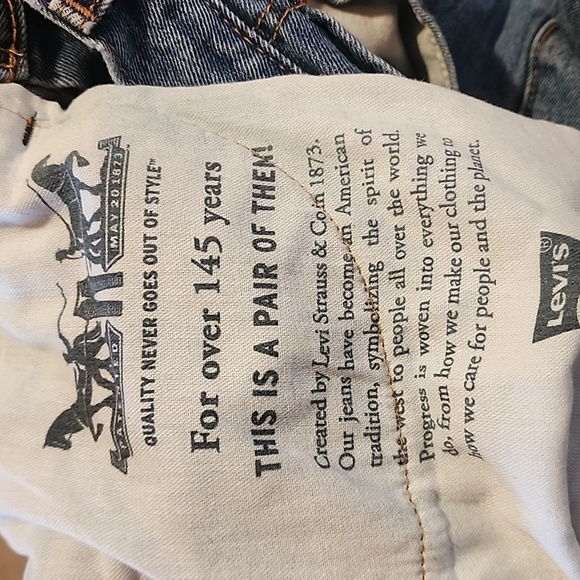 MAY 20 1873
QUALITY NEVER GOES OUT OF STYLE™
For over 145 years
THIS IS A PAIR OF THEM!
Created by Levi Strauss & Co in 1873.
Our jeans have become an American
tradition, symbolizing the spirit of
the west to people all over the world.
Progress is woven into everything we
do, from how we make our clothing to
how we care for people and the planet.
LEVI'S®